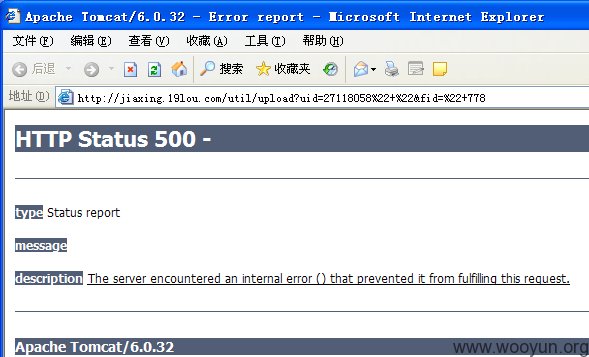 Apache Tomcat/6.0.32 - Error report - Microsoft Internet Explorer
文件(F) 编辑(E) 查看(V) 收藏(A) 工具(T) 帮助(H)
后退 搜索 收藏夹
地址(D) http://jiaxing.19lou.com/util/upload?uid=27118058%22+%22&fid=%22+778
HTTP Status 500 -
type Status report
message
description The server encountered an internal error () that prevented it from fulfilling this request.
Apache Tomcat/6.0.32
www.wooyun.org